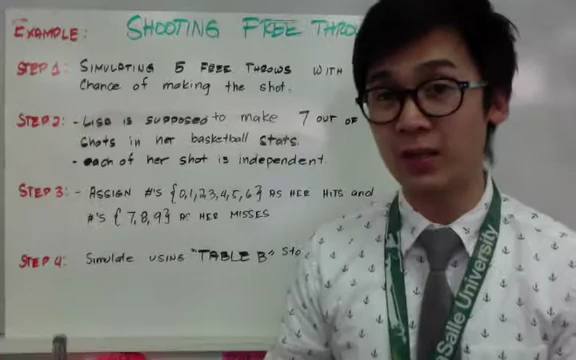 EXAMPLE: SHOOTING FREE THRO
STEP 1: SIMULATING 5 FREE THROWS WITH
Chance of making the shot.
STEP 2: - Lisa is supposed to make 7 out of
shots in her basketball stats.
- each of her shot is independent.
STEP 3: - ASSIGN #'S {0,1,2,3,4,5,6} AS HER HITS and
#'S {7,8,9} AS HER MISSES
STEP 4: Simulate USING "TABLE B"
Salle University